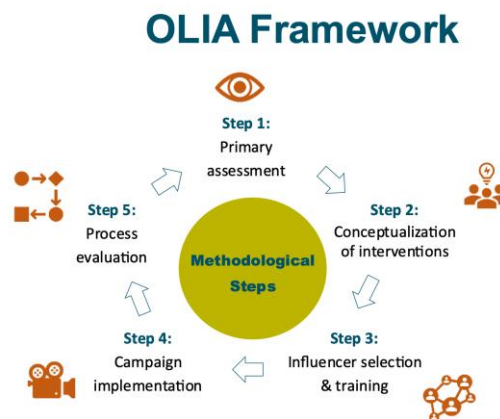 OLIA Framework
Step 1:
Primary
assessment
Step 2:
Conceptualization
of interventions
Step 3:
Influencer selection
& training
Step 4:
Campaign
implementation
Step 5:
Process
evaluation
Methodological
Steps